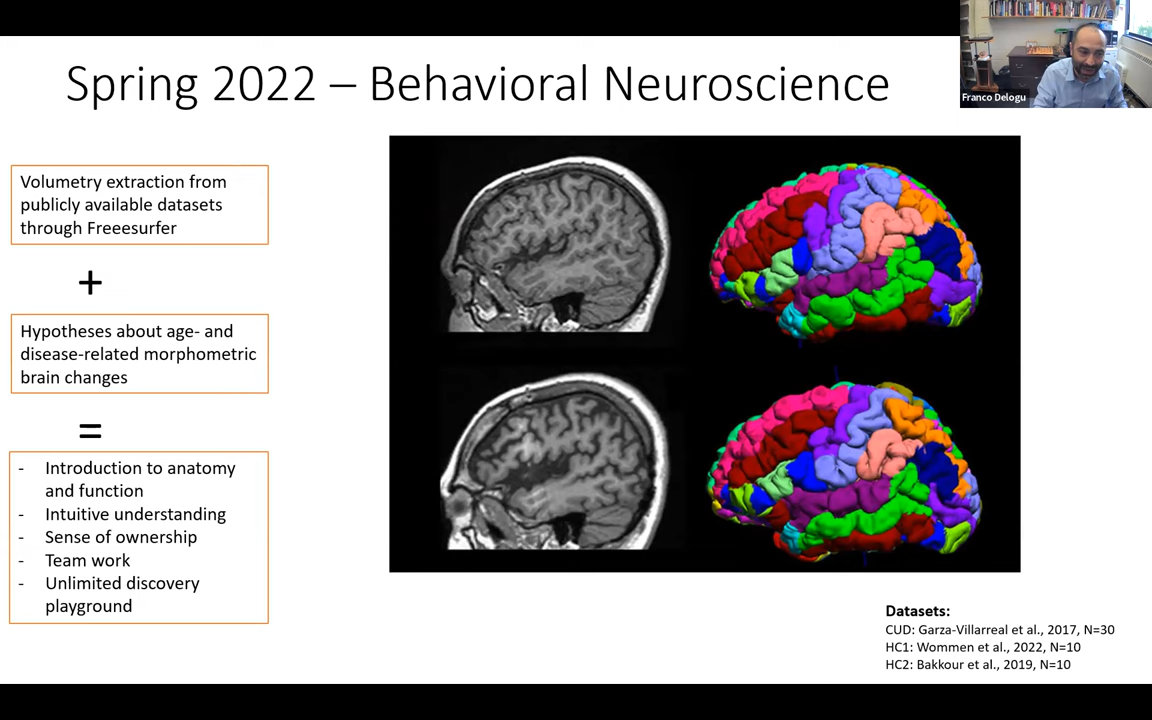 Spring 2022 – Behavioral Neuroscience
Franco Delogu
Volumetry extraction from
publicly available datasets
through Freeesurfer
+
Hypotheses about age- and
disease-related morphometric
brain changes
=
- Introduction to anatomy
and function
- Intuitive understanding
- Sense of ownership
- Team work
- Unlimited discovery
playground
Datasets:
CUD: Garza-Villarreal et al., 2017, N=30
HC1: Wommen et al., 2022, N=10
HC2: Bakkour et al., 2019, N=10